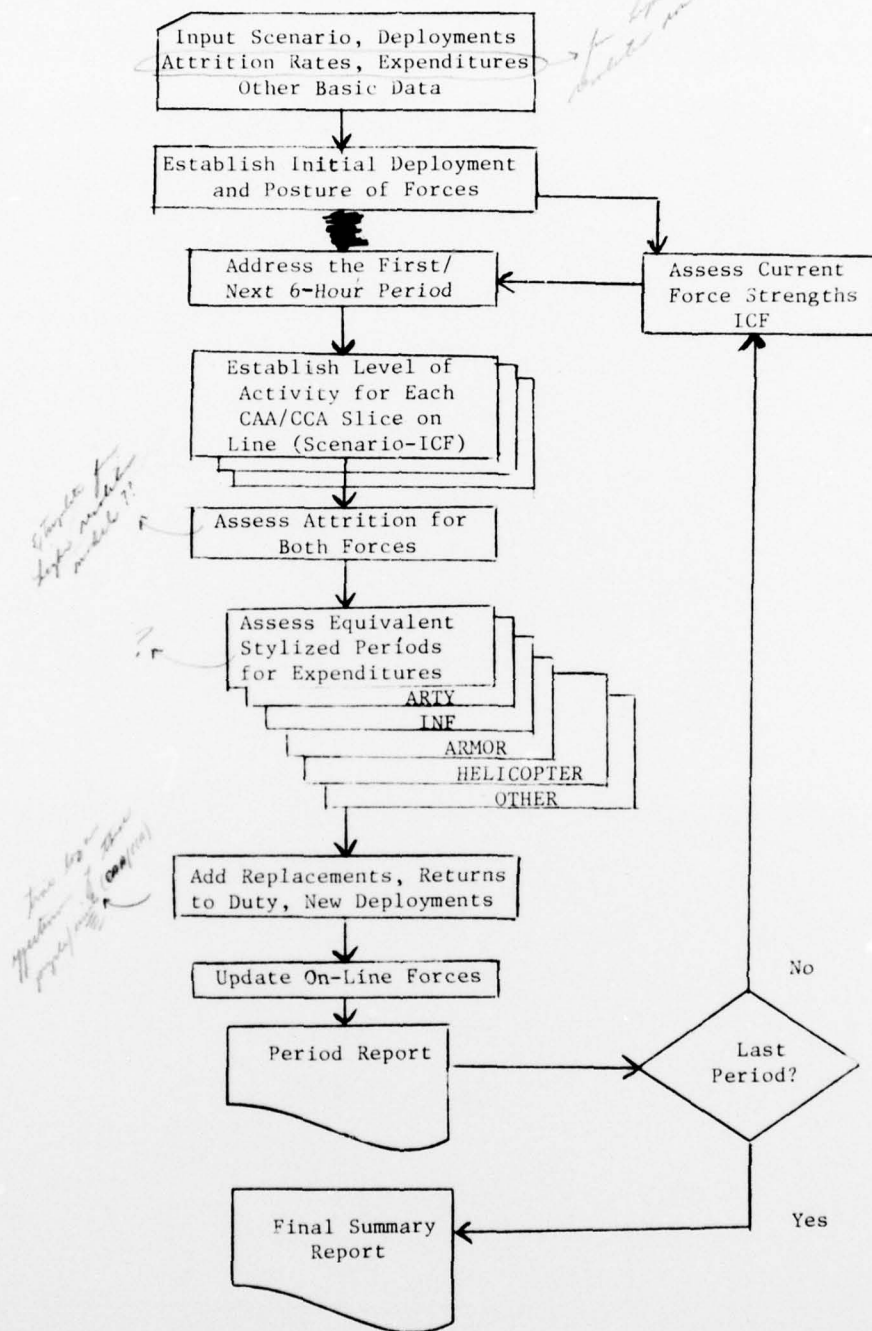 Input Scenario, Deployments
Attrition Rates, Expenditures
Other Basic Data
Establish Initial Deployment
and Posture of Forces
Address the First/
Next 6-Hour Period
Assess Current
Force Strengths
ICF
Establish Level of
Activity for Each
CAA/CCA Slice on
Line (Scenario-ICF)
Assess Attrition for
Both Forces
?
Assess Equivalent
Stylized Periods
for Expenditures
ARTY
INF
ARMOR
HELICOPTER
OTHER
Add Replacements, Returns
to Duty, New Deployments
Update On-Line Forces
No
Period Report
Last
Period?
Final Summary
Report
Yes